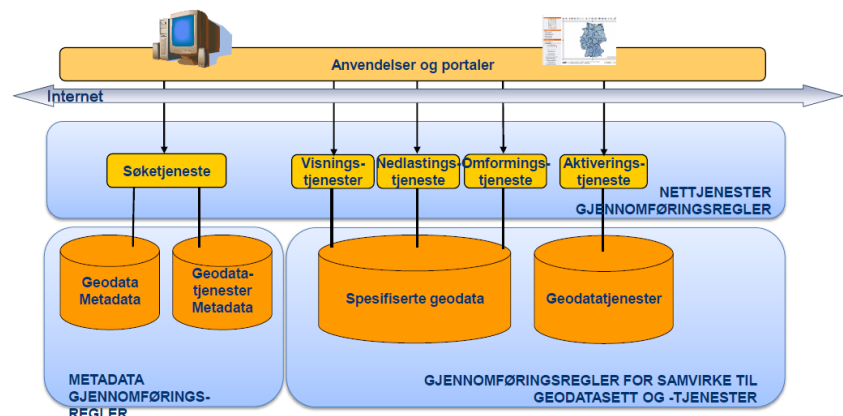 Anvendelser og portaler
Internet
Søketjeneste
Visnings-
tjenester
Nedlastings-
tjeneste
Omformings-
tjeneste
Aktiverings-
tjeneste
NETTJENESTER
GJENNOMFØRINGSREGLER
Geodata
Metadata
Geodata-
tjenester
Metadata
Spesifiserte geodata
Geodatatjenester
METADATA
GJENNOMFØRINGS-
REGLER
GJENNOMFØRINGSREGLER FOR SAMVIRKE TIL
GEODATASETT OG -TJENESTER